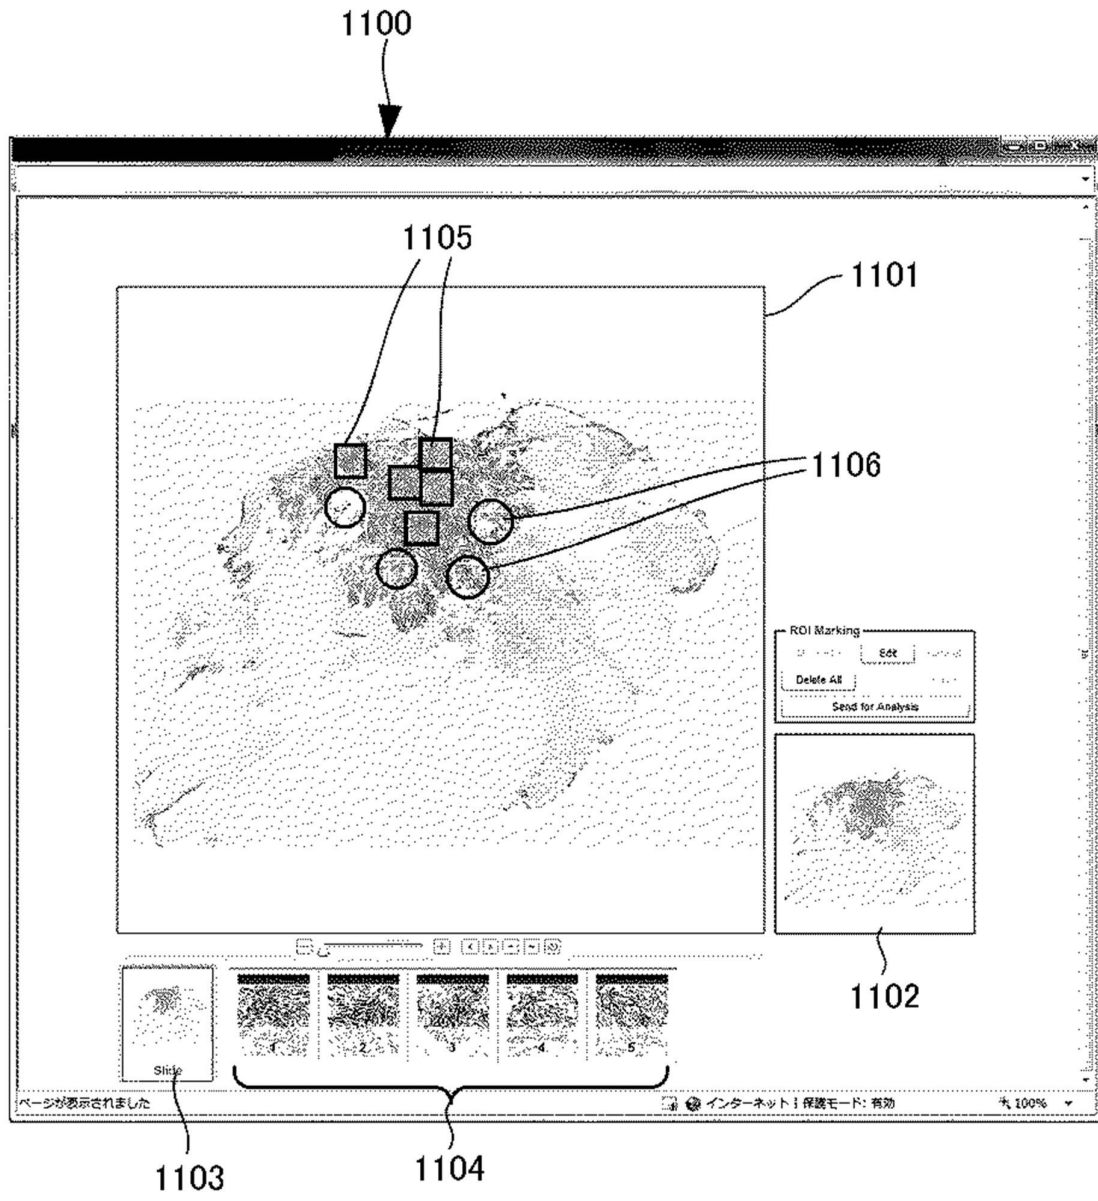 1100
1105
1101
1106
ROI Marking
Edit
Delete All
Send for Analysis
1102
1 2 3 4 5
Slide
ページが表示されました
インターネット | 保護モード: 有効
100%
1103
1104